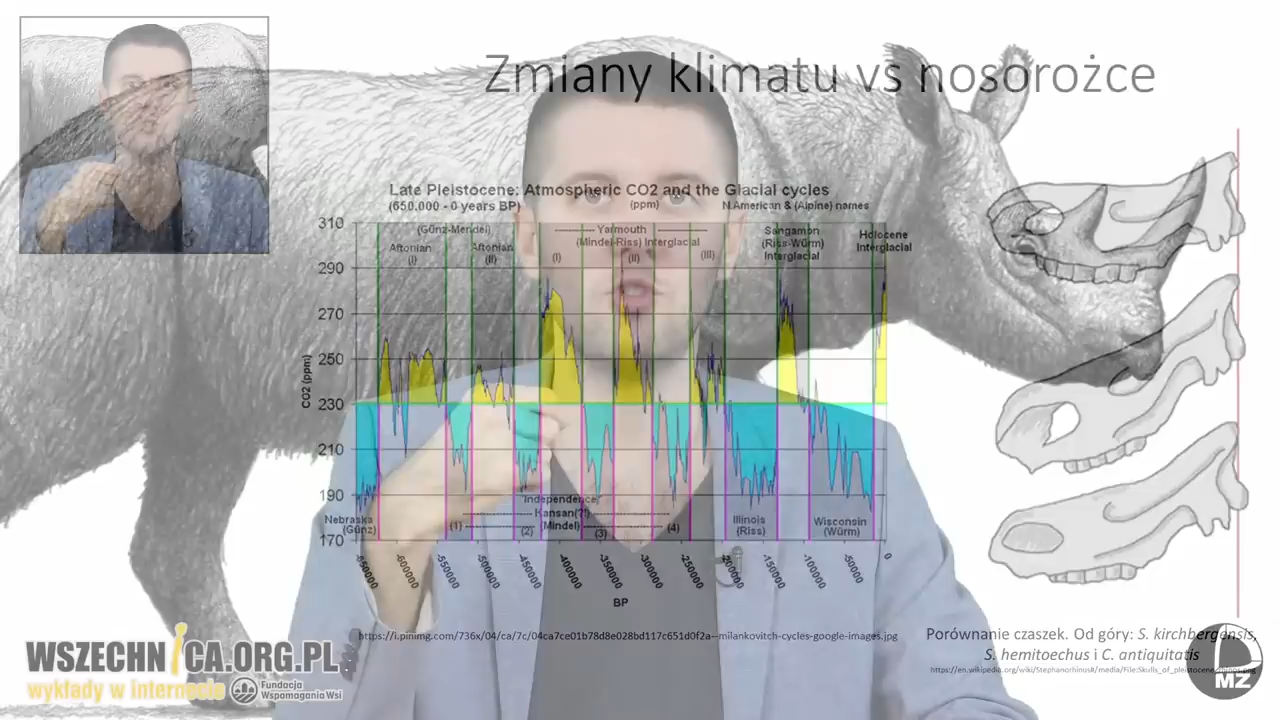 Zmiany klimatu vs nosorożce
Late Pleistocene: Atmospheric CO2 and the Glacial cycles
(650.000 - 0 years BP)
(ppm)
N.American & (Alpine) names
310
290
270
250
230
210
190
170
CO2 (ppm)
(Günz-Mendel)
Aftonian
(I)
Aftonian
(II)
Yarmouth
(Mindel-Riss) Interglacial
(I)
(II)
(III)
Sangamon
(Riss-Würm)
Interglacial
Holocene
Interglacial
Nebraska
(Günz)
'Independence,'
Kansan(?!)
(Mindel)
(1)
(2)
(3)
(4)
Illinois
(Riss)
Wisconsin
(Würm)
-650000
-600000
-550000
-500000
-450000
-400000
-350000
-300000
-250000
-200000
-150000
-100000
-50000
0
BP
https://i.pinimg.com/736x/04/ca/7c/04ca7ce01b78d8e028bd117c651d0f2a--milankovitch-cycles-google-images.jpg
Porównanie czaszek. Od góry: S. kirchbergensis,
S. hemitoechus i C. antiquitatis
WSZECHNICA.ORG.PL
wykłady w internecie
Fundacja
Wspomagania Wsi
MZ